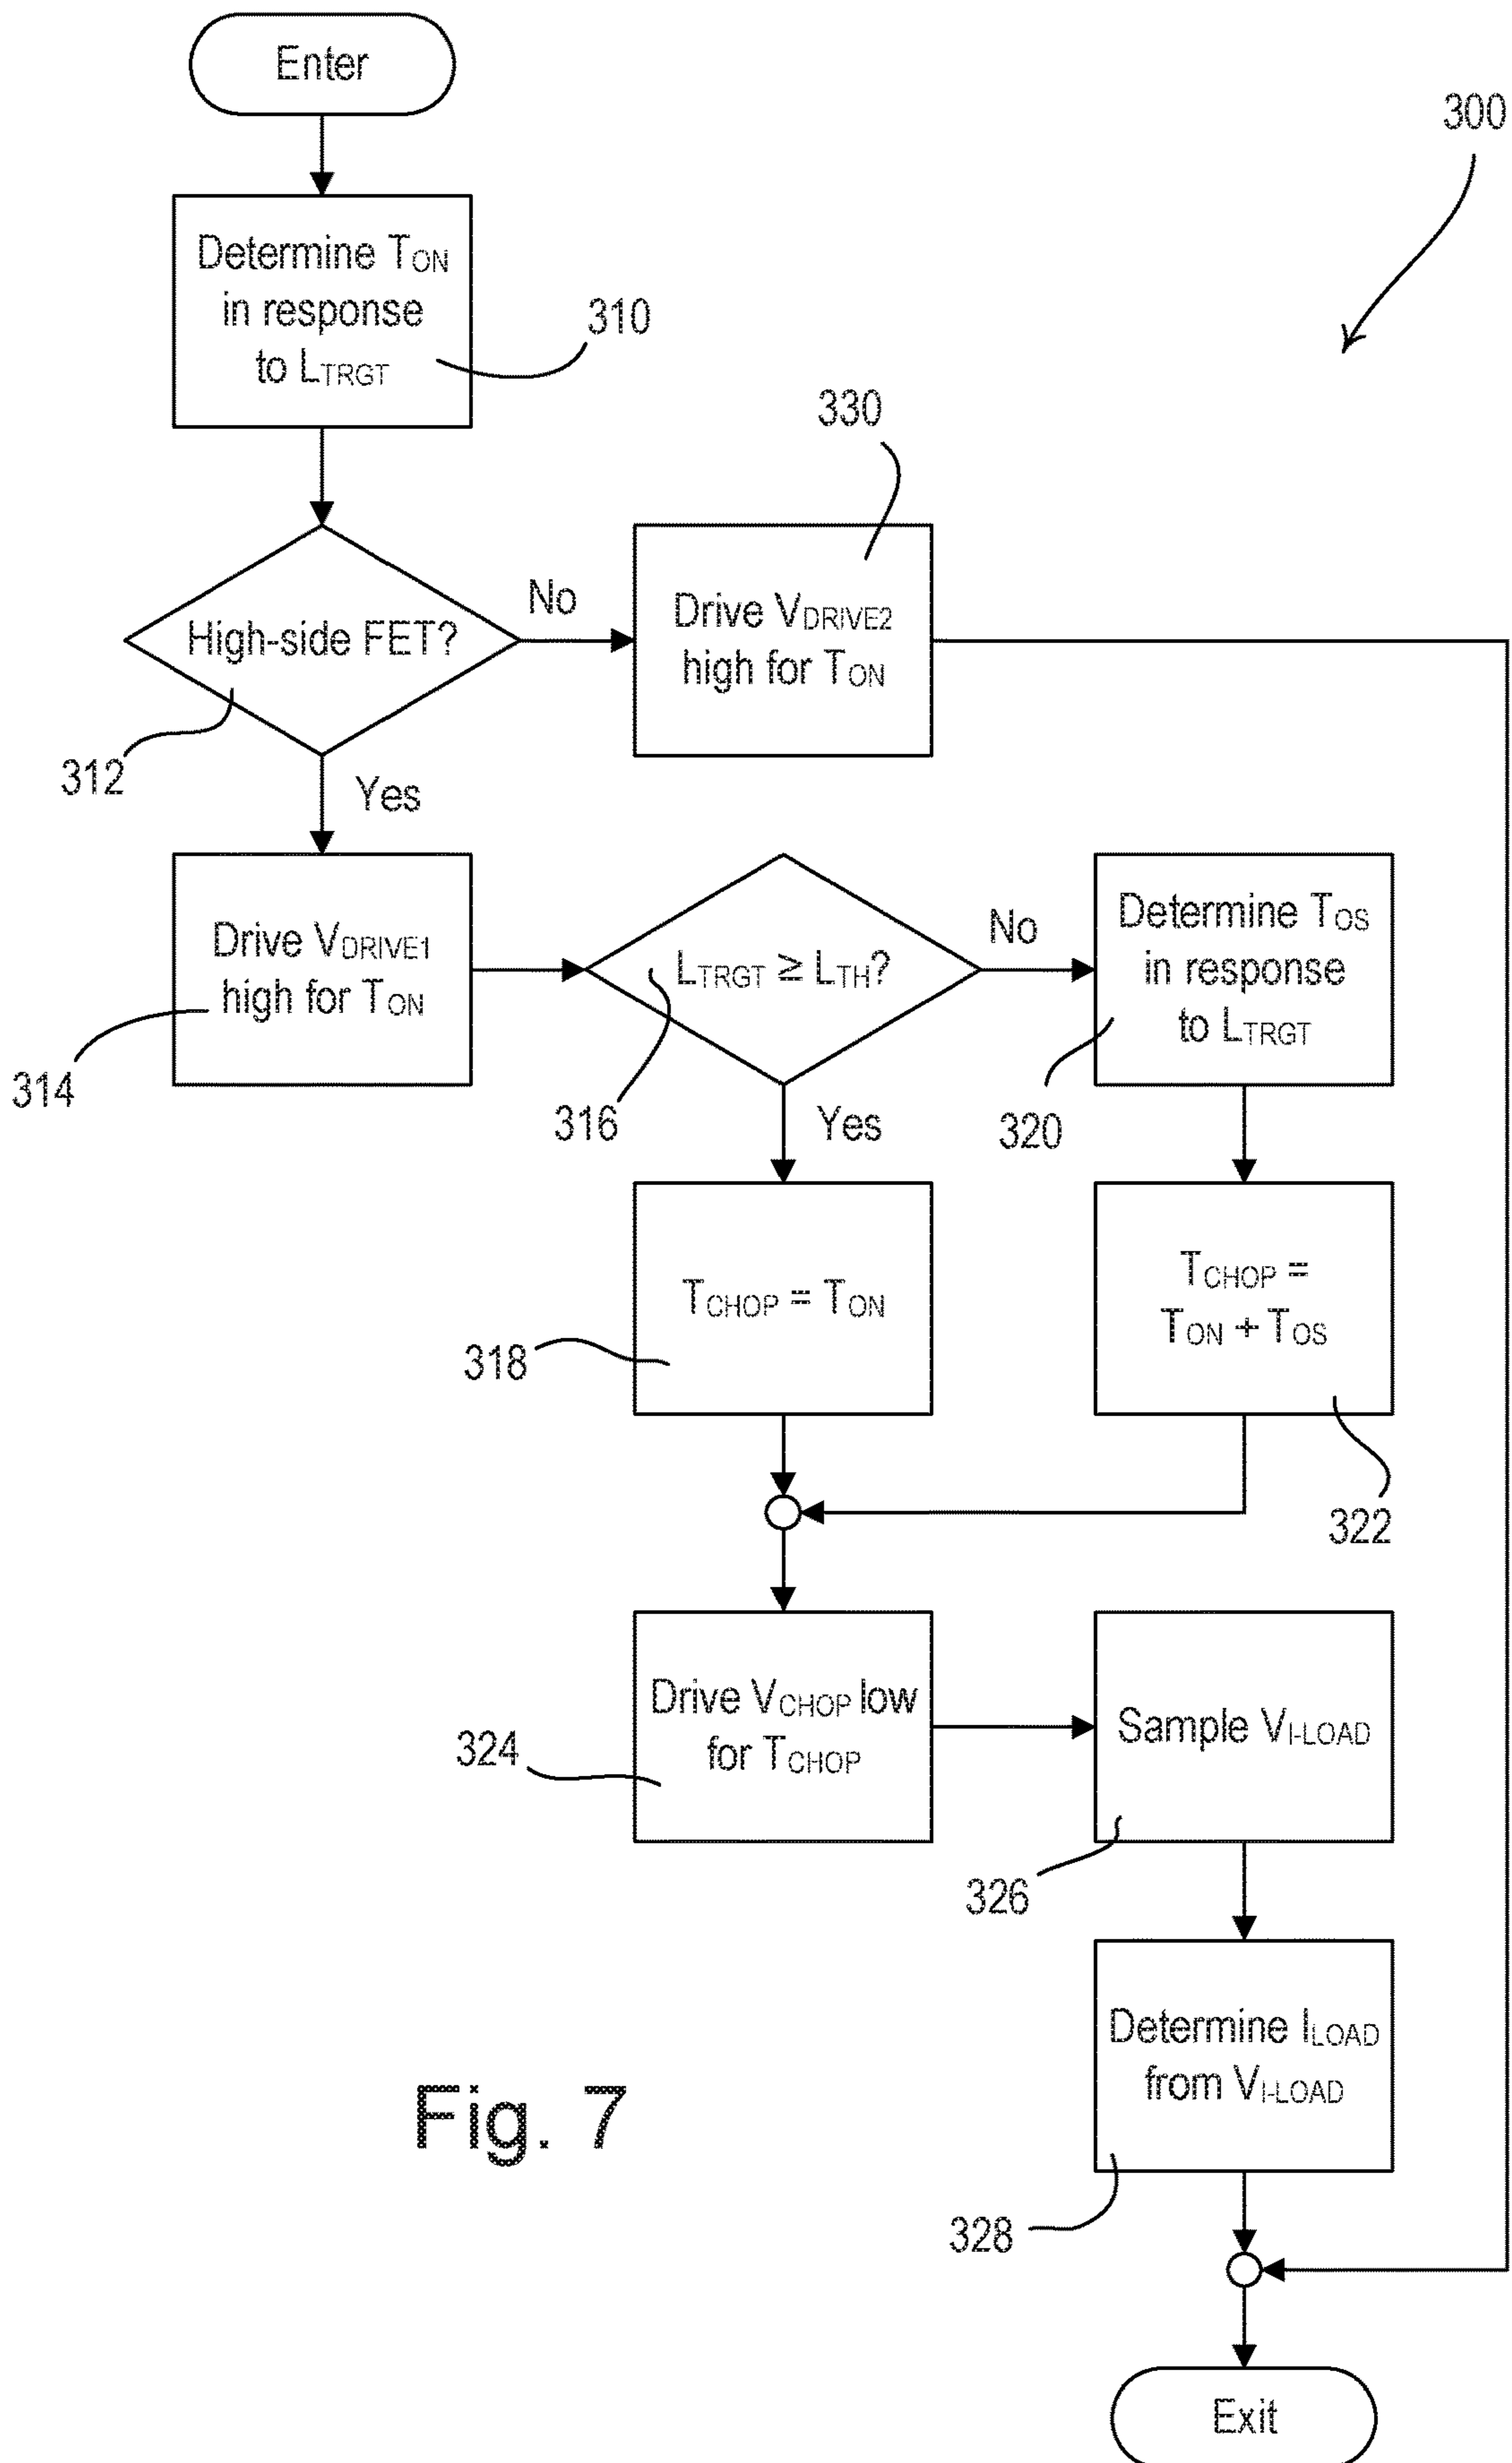 Enter
300
Determine TON
in response
to LTRGT
310
330
High-side FET?
No
Drive VDRIVE2
high for TON
312
Yes
Drive VDRIVE1
high for TON
314
LTRGT ≥ LTH?
316
No
Yes
Determine TOS
in response
to LTRGT
320
TCHOP = TON
318
TCHOP =
TON + TOS
322
Drive VCHOP low
for TCHOP
324
Sample VI-LOAD
326
Determine ILOAD
from VI-LOAD
328
Fig. 7
Exit